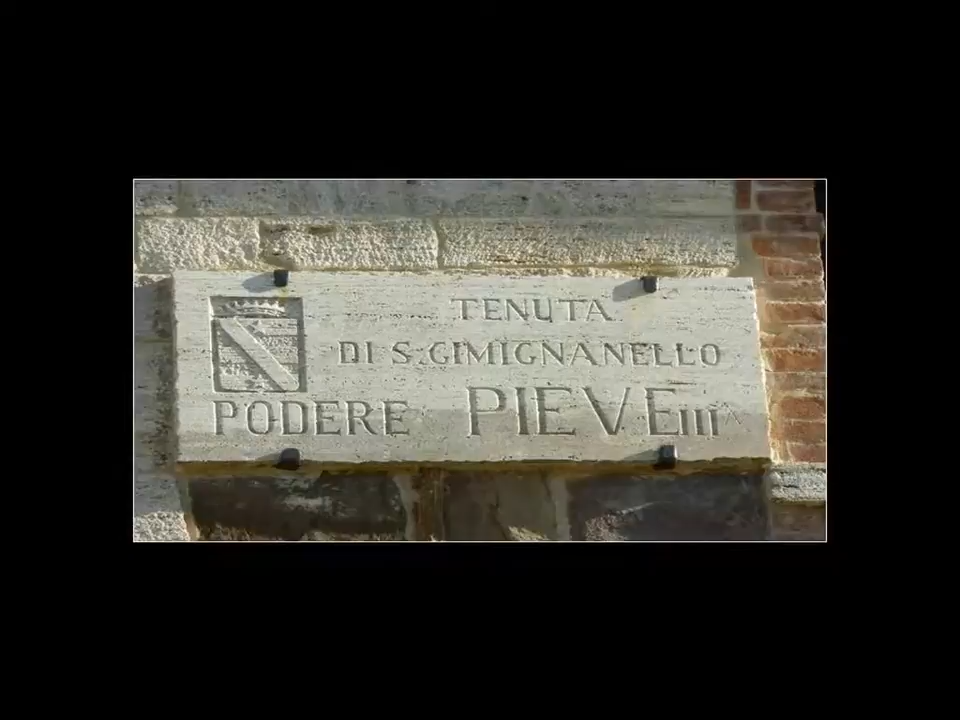 TENUTA
DI S. GIMIGNANELLO
PODERE PIEVE III^